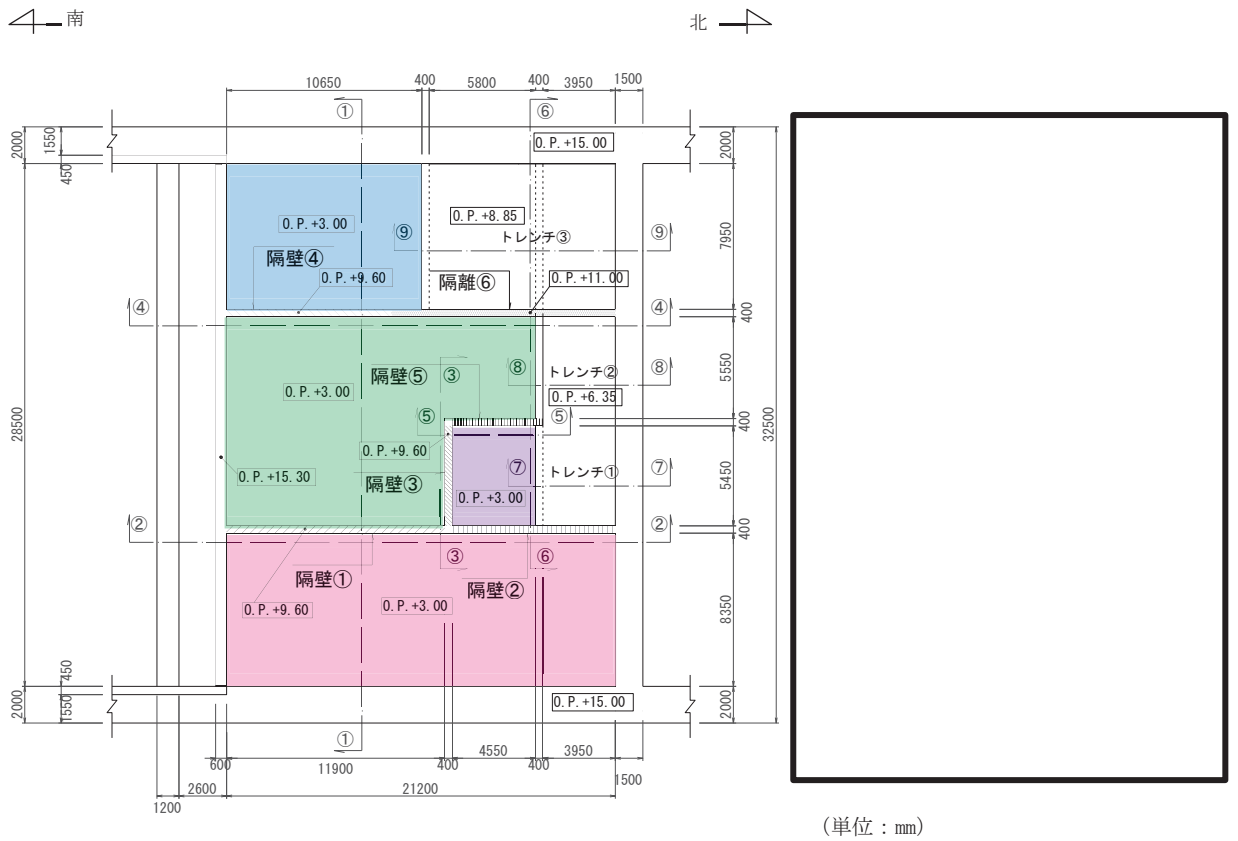 南
北
10650
400
5800
400
3950
1500
①
⑥
2000
1550
450
O.P.+15.00
2000
O.P.+3.00
O.P.+8.85
⑨
トレンチ③
⑨
7950
隔壁④
O.P.+9.60
隔離⑥
O.P.+11.00
④
④
400
隔壁⑤
③
⑧
トレンチ②
⑧
5550
O.P.+3.00
O.P.+6.35
⑤
⑤
400
28500
32500
O.P.+9.60
O.P.+15.30
隔壁③
⑦
トレンチ①
⑦
5450
O.P.+3.00
②
②
400
③
⑥
隔壁①
隔壁②
O.P.+9.60
O.P.+3.00
8350
450
2000
1550
O.P.+15.00
2000
①
600
11900
400
4550
400
3950
1500
2600
21200
1200
(単位：mm)